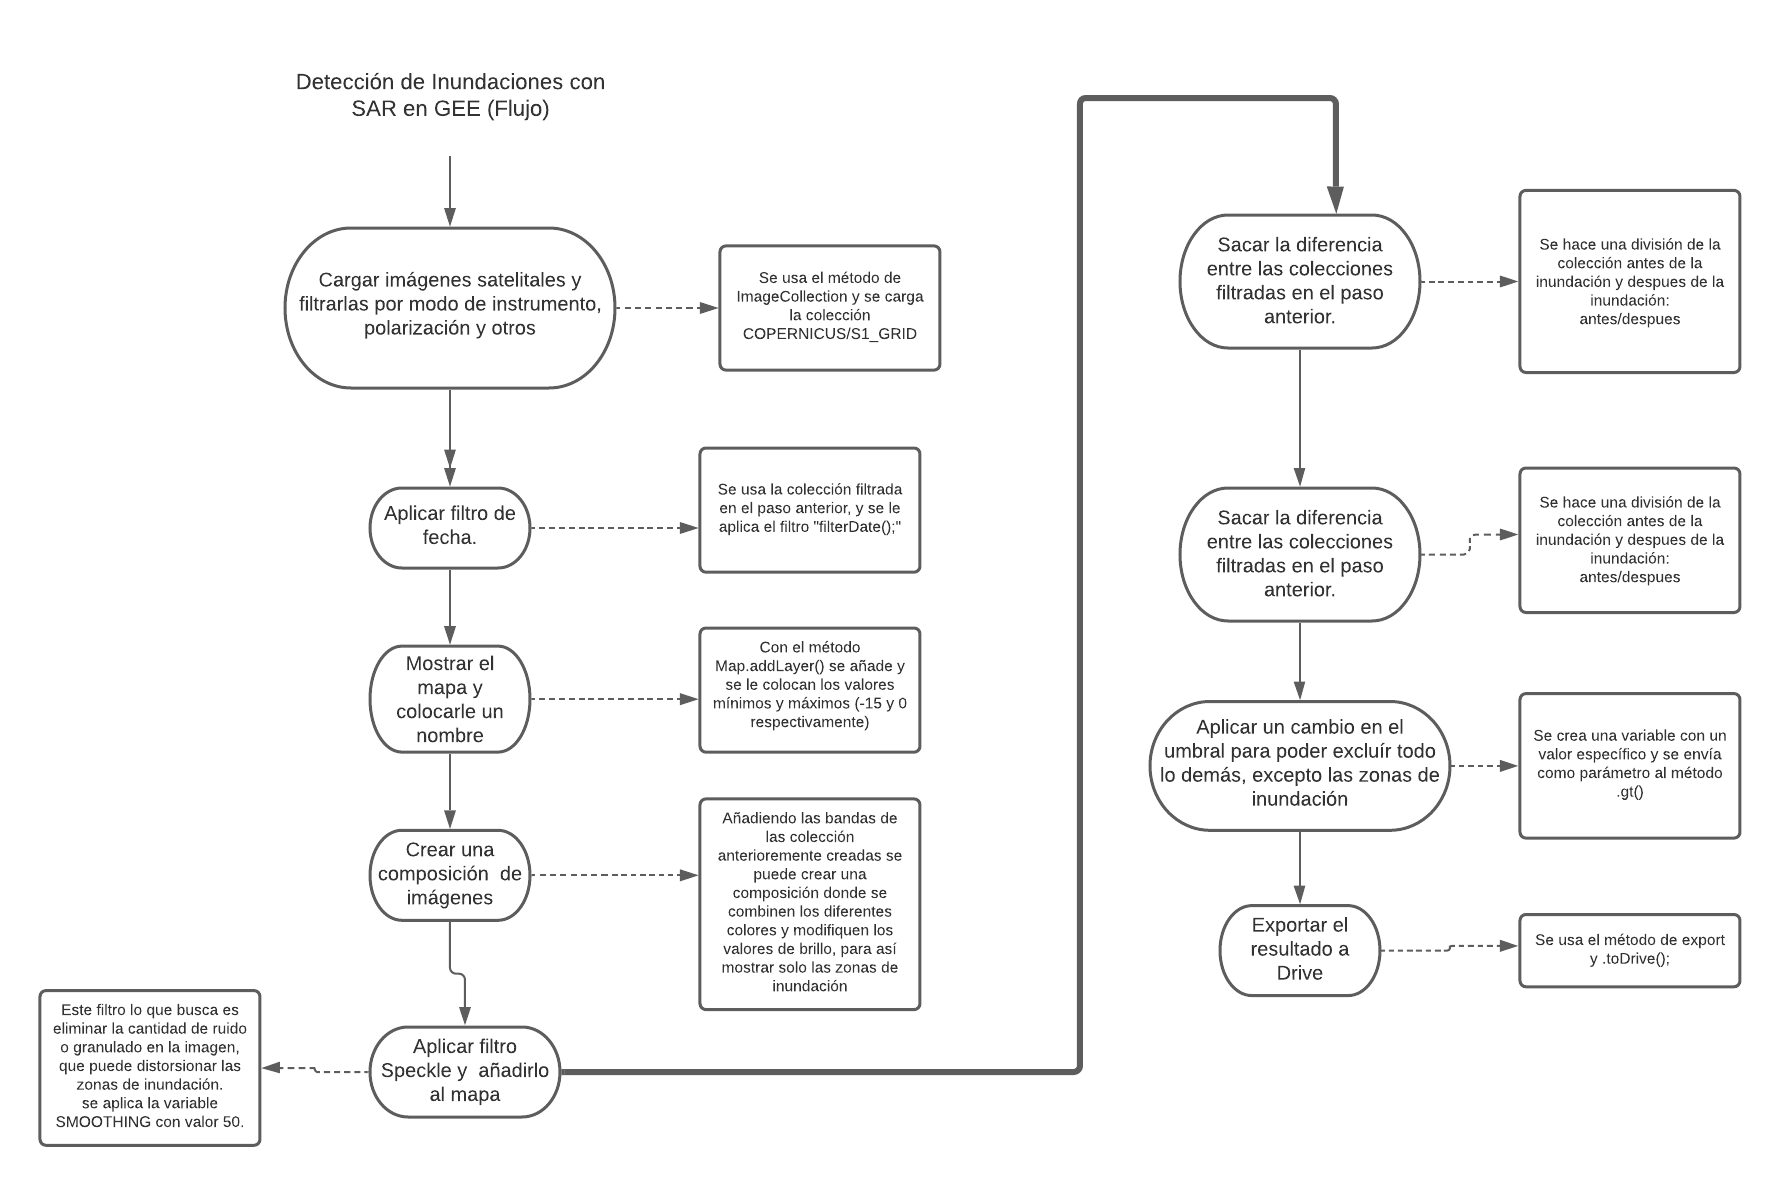 Detección de Inundaciones con
SAR en GEE (Flujo)
Cargar imágenes satelitales y
filtrarlas por modo de instrumento,
polarización y otros
Se usa el método de
ImageCollection y se carga
la colección
COPERNICUS/S1_GRID
Aplicar filtro de
fecha.
Se usa la colección filtrada
en el paso anterior, y se le
aplica el filtro "filterDate();"
Mostrar el
mapa y
colocarle un
nombre
Con el método
Map.addLayer() se añade y
se le colocan los valores
mínimos y máximos (-15 y 0
respectivamente)
Crear una
composición de
imágenes
Añadiendo las bandas de
las colección
anterioremente creadas se
puede crear una
composición donde se
combinen los diferentes
colores y modifiquen los
valores de brillo, para así
mostrar solo las zonas de
inundación
Aplicar filtro
Speckle y añadirlo
al mapa
Este filtro lo que busca es
eliminar la cantidad de ruido
o granulado en la imagen,
que puede distorsionar las
zonas de inundación.
se aplica la variable
SMOOTHING con valor 50.
Sacar la diferencia
entre las colecciones
filtradas en el paso
anterior.
Se hace una división de la
colección antes de la
inundación y despues de la
inundación:
antes/despues
Sacar la diferencia
entre las colecciones
filtradas en el paso
anterior.
Se hace una división de la
colección antes de la
inundación y despues de la
inundación:
antes/despues
Aplicar un cambio en el
umbral para poder excluír todo
lo demás, excepto las zonas de
inundación
Se crea una variable con un
valor específico y se envía
como parámetro al método
.gt()
Exportar el
resultado a
Drive
Se usa el método de export
y .toDrive();